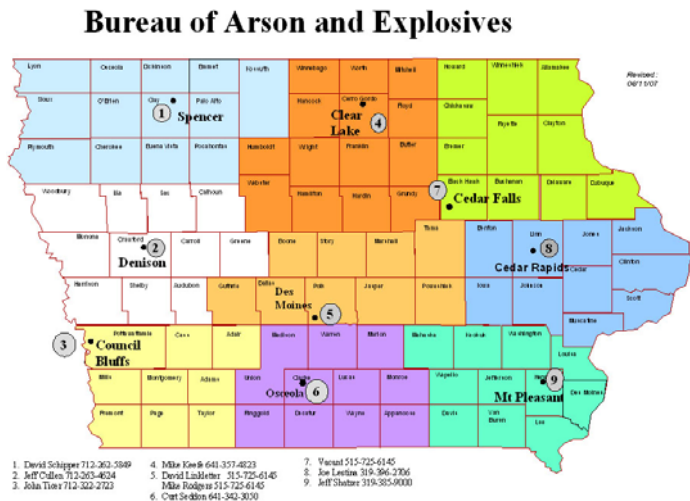 Bureau of Arson and Explosives
Revised :
06/11/07
Lyon Osceola Dickinson Emmet Kossuth Winnebago Worth Mitchell Howard Winneshiek Allamakee
Sioux O'Brien Clay Palo Alto Hancock Cerro Gordo Floyd Chickasaw
1 Spencer Clear Lake 4
Fayette Clayton
Plymouth Cherokee Buena Vista Pocahontas Humboldt Wright Franklin Butler Bremer
Woodbury Ida Sac Calhoun Webster Hamilton Hardin Grundy Black Hawk Buchanan Delaware Dubuque
7 Cedar Falls
Monona Crawford Carroll Greene Boone Story Marshall Tama Benton Linn Jones Jackson
2 Denison
8 Cedar Rapids
Clinton
Cedar
Harrison Shelby Audubon Guthrie Dallas Polk Jasper Poweshiek Iowa Johnson Scott
Des Moines 5
Muscatine
Pottawattamie Cass Adair Madison Warren Marion Mahaska Keokuk Washington
3 Council Bluffs
Louisa
Mills Montgomery Adams Union Clarke Lucas Monroe Wapello Jefferson Henry Des Moines
Osceola 6
Mt Pleasant 9
Fremont Page Taylor Ringgold Decatur Wayne Appanoose Davis Van Buren Lee
1. David Schipper 712-262-5849
2. Jeff Cullen 712-263-4624
3. John Ticer 712-322-2723
4. Mike Keefe 641-357-4823
5. David Linkletter 515-725-6145
Mike Rodgers 515-725-6145
6. Curt Seddon 641-342-3050
7. Vacant 515-725-6145
8. Joe Lestina 319-396-2706
9. Jeff Shatzer 319-385-9000